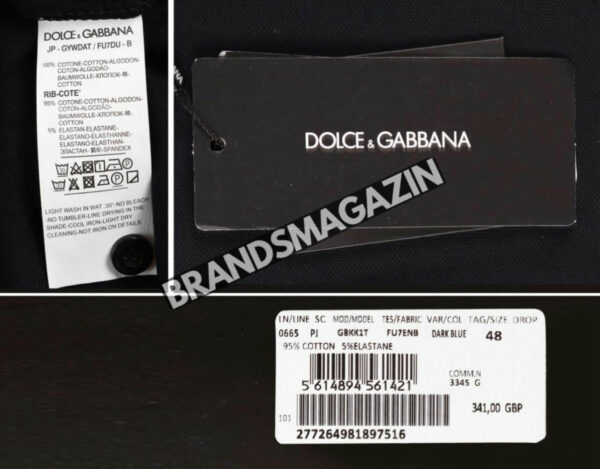 DOLCE & GABBANA
JP - GYWDAT / FU7DU - B
100% COTONE-COTTON-ALGODON-
COTTON-ALGODÃO-
BAUMWOLLE-ХЛОПОК-棉-
COTTON
RIB-COTE'
95% COTONE-COTTON-ALGODON-
COTTON-ALGODÃO-
BAUMWOLLE-ХЛОПОК-棉-
COTTON
5% ELASTAN-ELASTANE-
ELASTANO-ELASTHANNE-
ELASTANO-ELASTHAN-
ЭЛАСТАН- 氨纶-SPANDEX
LIGHT WASH IN WAT .30°-NO BLEACH
-NO TUMBLER-LINE DRYING IN THE
SHADE-COOL IRON-LIGHT DRY
CLEANING-NOT IRON ON DETAILS
DOLCE & GABBANA
BRANDSMAGAZIN
LN/LINE SC MOD/MODEL TES/FABRIC VAR/COL TAG/SIZE DROP
0665 PJ G8KK1T FU7ENB DARK BLUE 48
95% COTTON 5%ELASTANE
5 614894 561421
COMM.N
3345 G
101
341,00 GBP
277264981897516